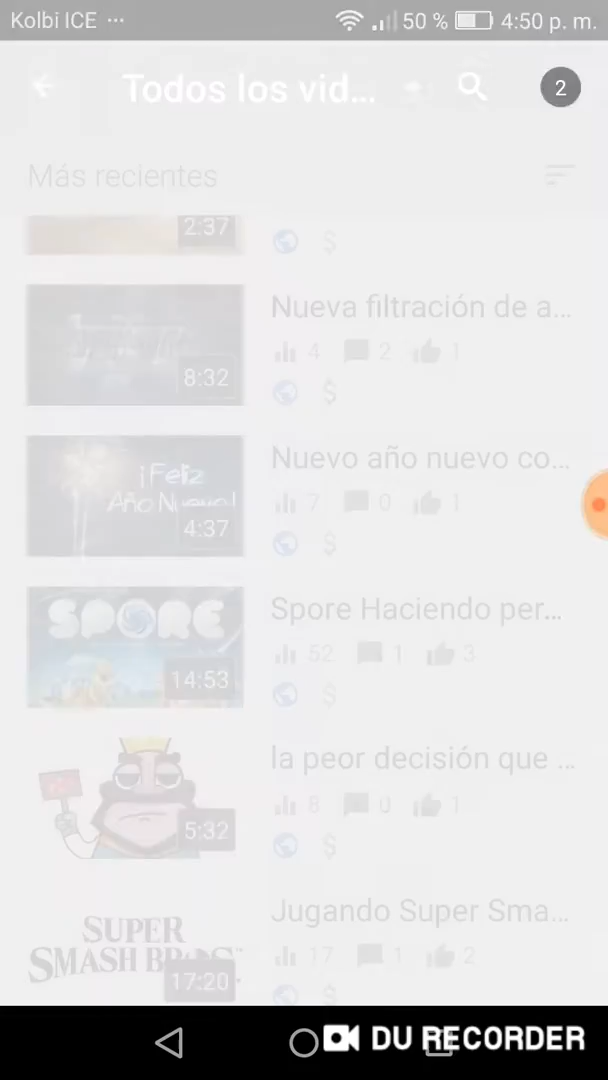 Kolbi ICE ··· 50 % 4:50 p. m.
Todos los vid... 2
Más recientes
2:37
$
Nueva filtración de a...
4 2 1
8:32
$
Nuevo año nuevo co...
¡Feliz
Año Nuevo!
7 0 1
4:37
$
Spore Haciendo per...
SPORE
52 1 3
14:53
$
la peor decisión que ...
8 0 1
5:32
$
Jugando Super Sma...
SUPER
SMASH BROS
17 1 2
17:20
$
DU RECORDER